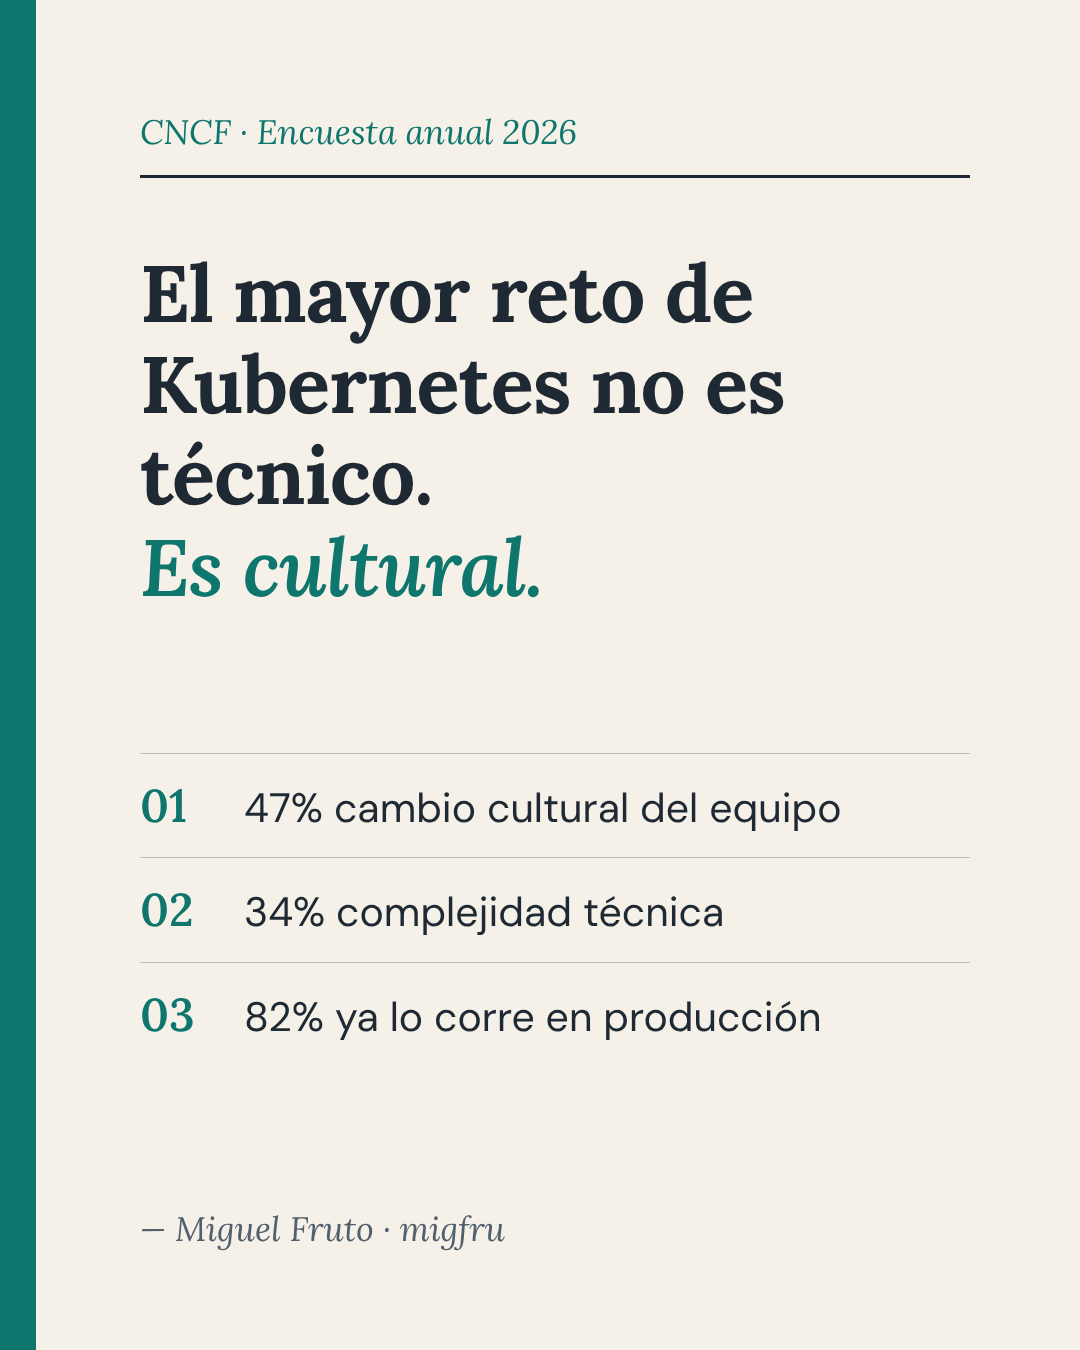 CNCF · Encuesta anual 2026
El mayor reto de
Kubernetes no es
técnico.
Es cultural.
01 47% cambio cultural del equipo
02 34% complejidad técnica
03 82% ya lo corre en producción
— Miguel Fruto · migfru